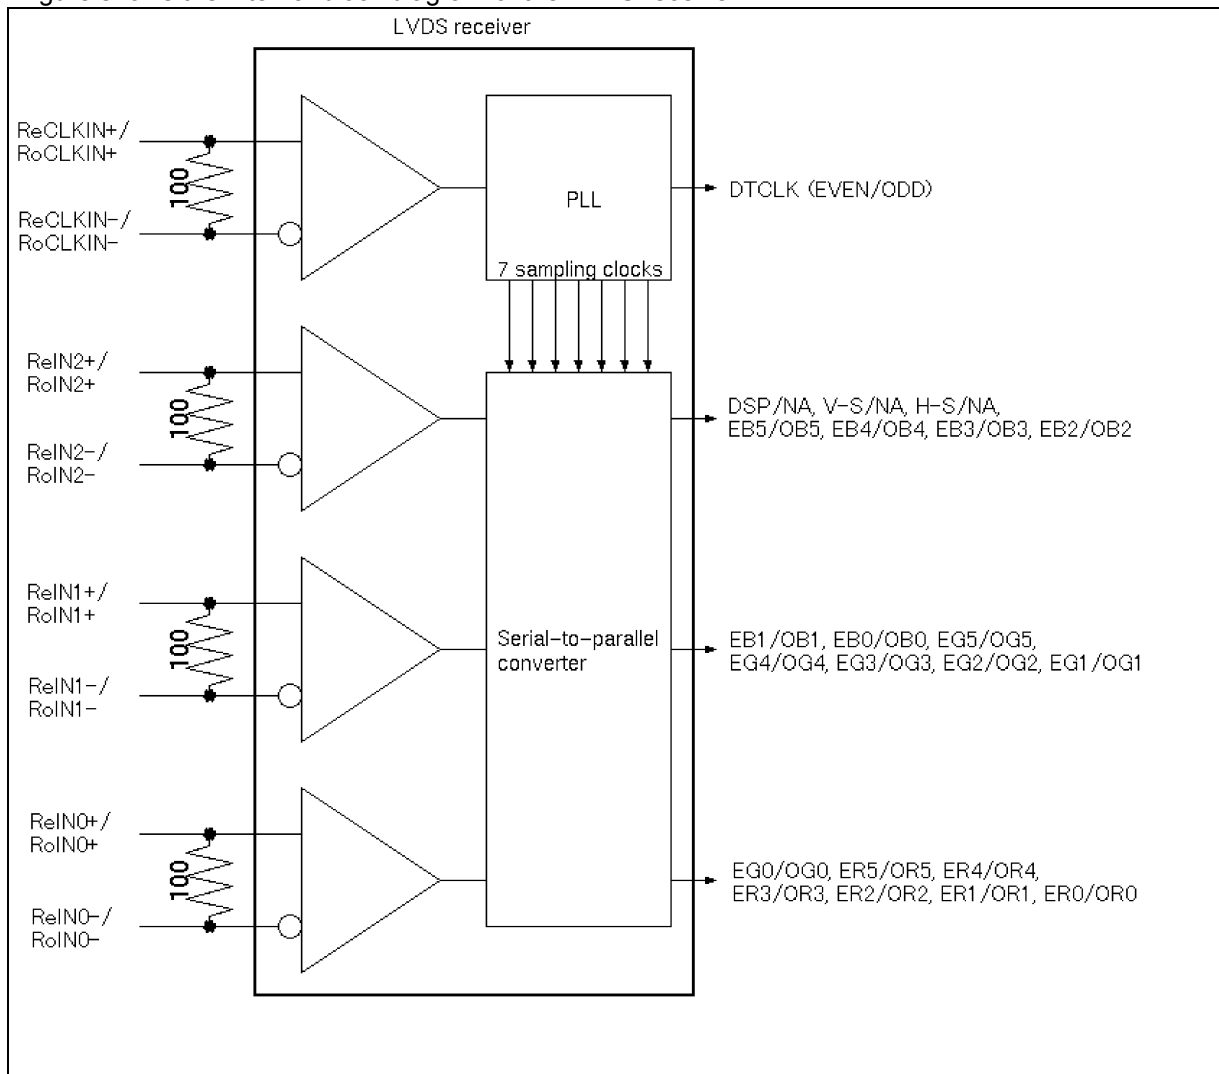 LVDS receiver
ReCLKIN+/
RoCLKIN+
100
ReCLKIN-/
RoCLKIN-
PLL
7 sampling clocks
DTCLK (EVEN/ODD)
ReIN2+/
RoIN2+
100
ReIN2-/
RoIN2-
DSP/NA, V-S/NA, H-S/NA,
EB5/OB5, EB4/OB4, EB3/OB3, EB2/OB2
ReIN1+/
RoIN1+
100
ReIN1-/
RoIN1-
Serial-to-parallel
converter
EB1/OB1, EB0/OB0, EG5/OG5,
EG4/OG4, EG3/OG3, EG2/OG2, EG1/OG1
ReIN0+/
RoIN0+
100
ReIN0-/
RoIN0-
EG0/OG0, ER5/OR5, ER4/OR4,
ER3/OR3, ER2/OR2, ER1/OR1, ER0/OR0